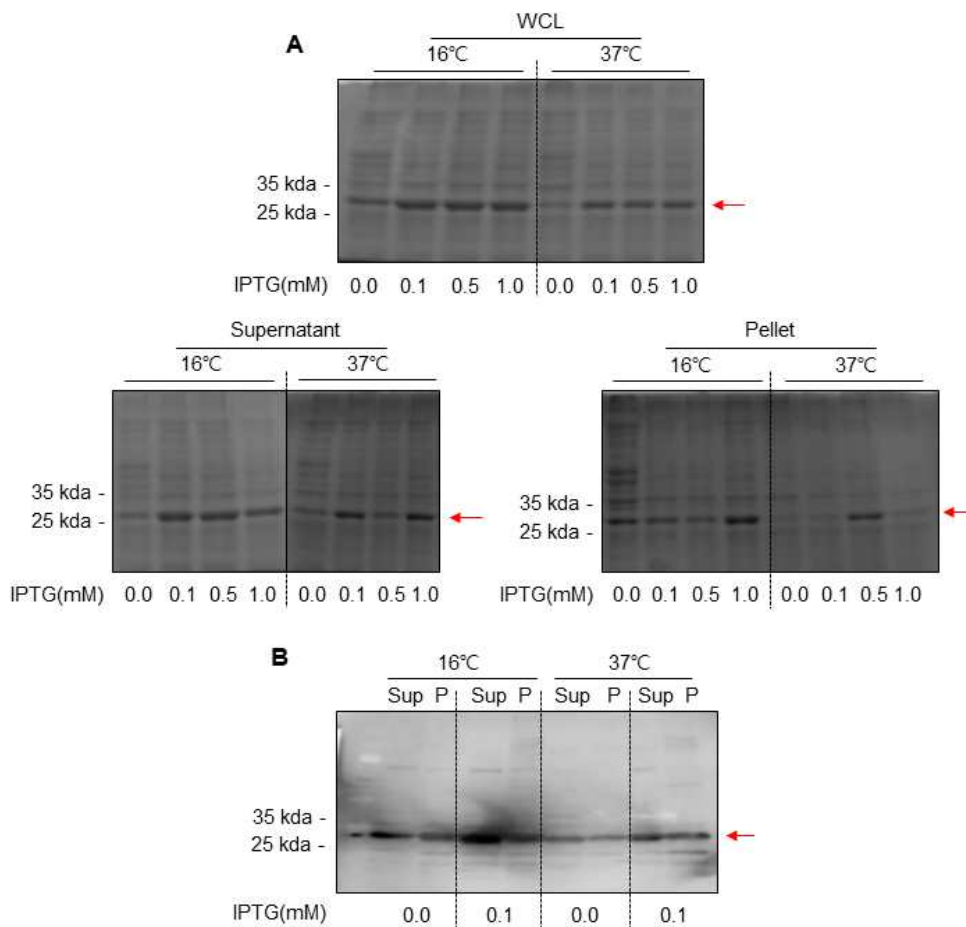 WCL
A
16℃ 37℃
35 kda -
25 kda -
IPTG(mM) 0.0 0.1 0.5 1.0 0.0 0.1 0.5 1.0
Supernatant
16℃ 37℃
35 kda -
25 kda -
IPTG(mM) 0.0 0.1 0.5 1.0 0.0 0.1 0.5 1.0
Pellet
16℃ 37℃
35 kda -
25 kda -
IPTG(mM) 0.0 0.1 0.5 1.0 0.0 0.1 0.5 1.0
B
16℃ 37℃
Sup P Sup P Sup P Sup P
35 kda -
25 kda -
IPTG(mM) 0.0 0.1 0.0 0.1